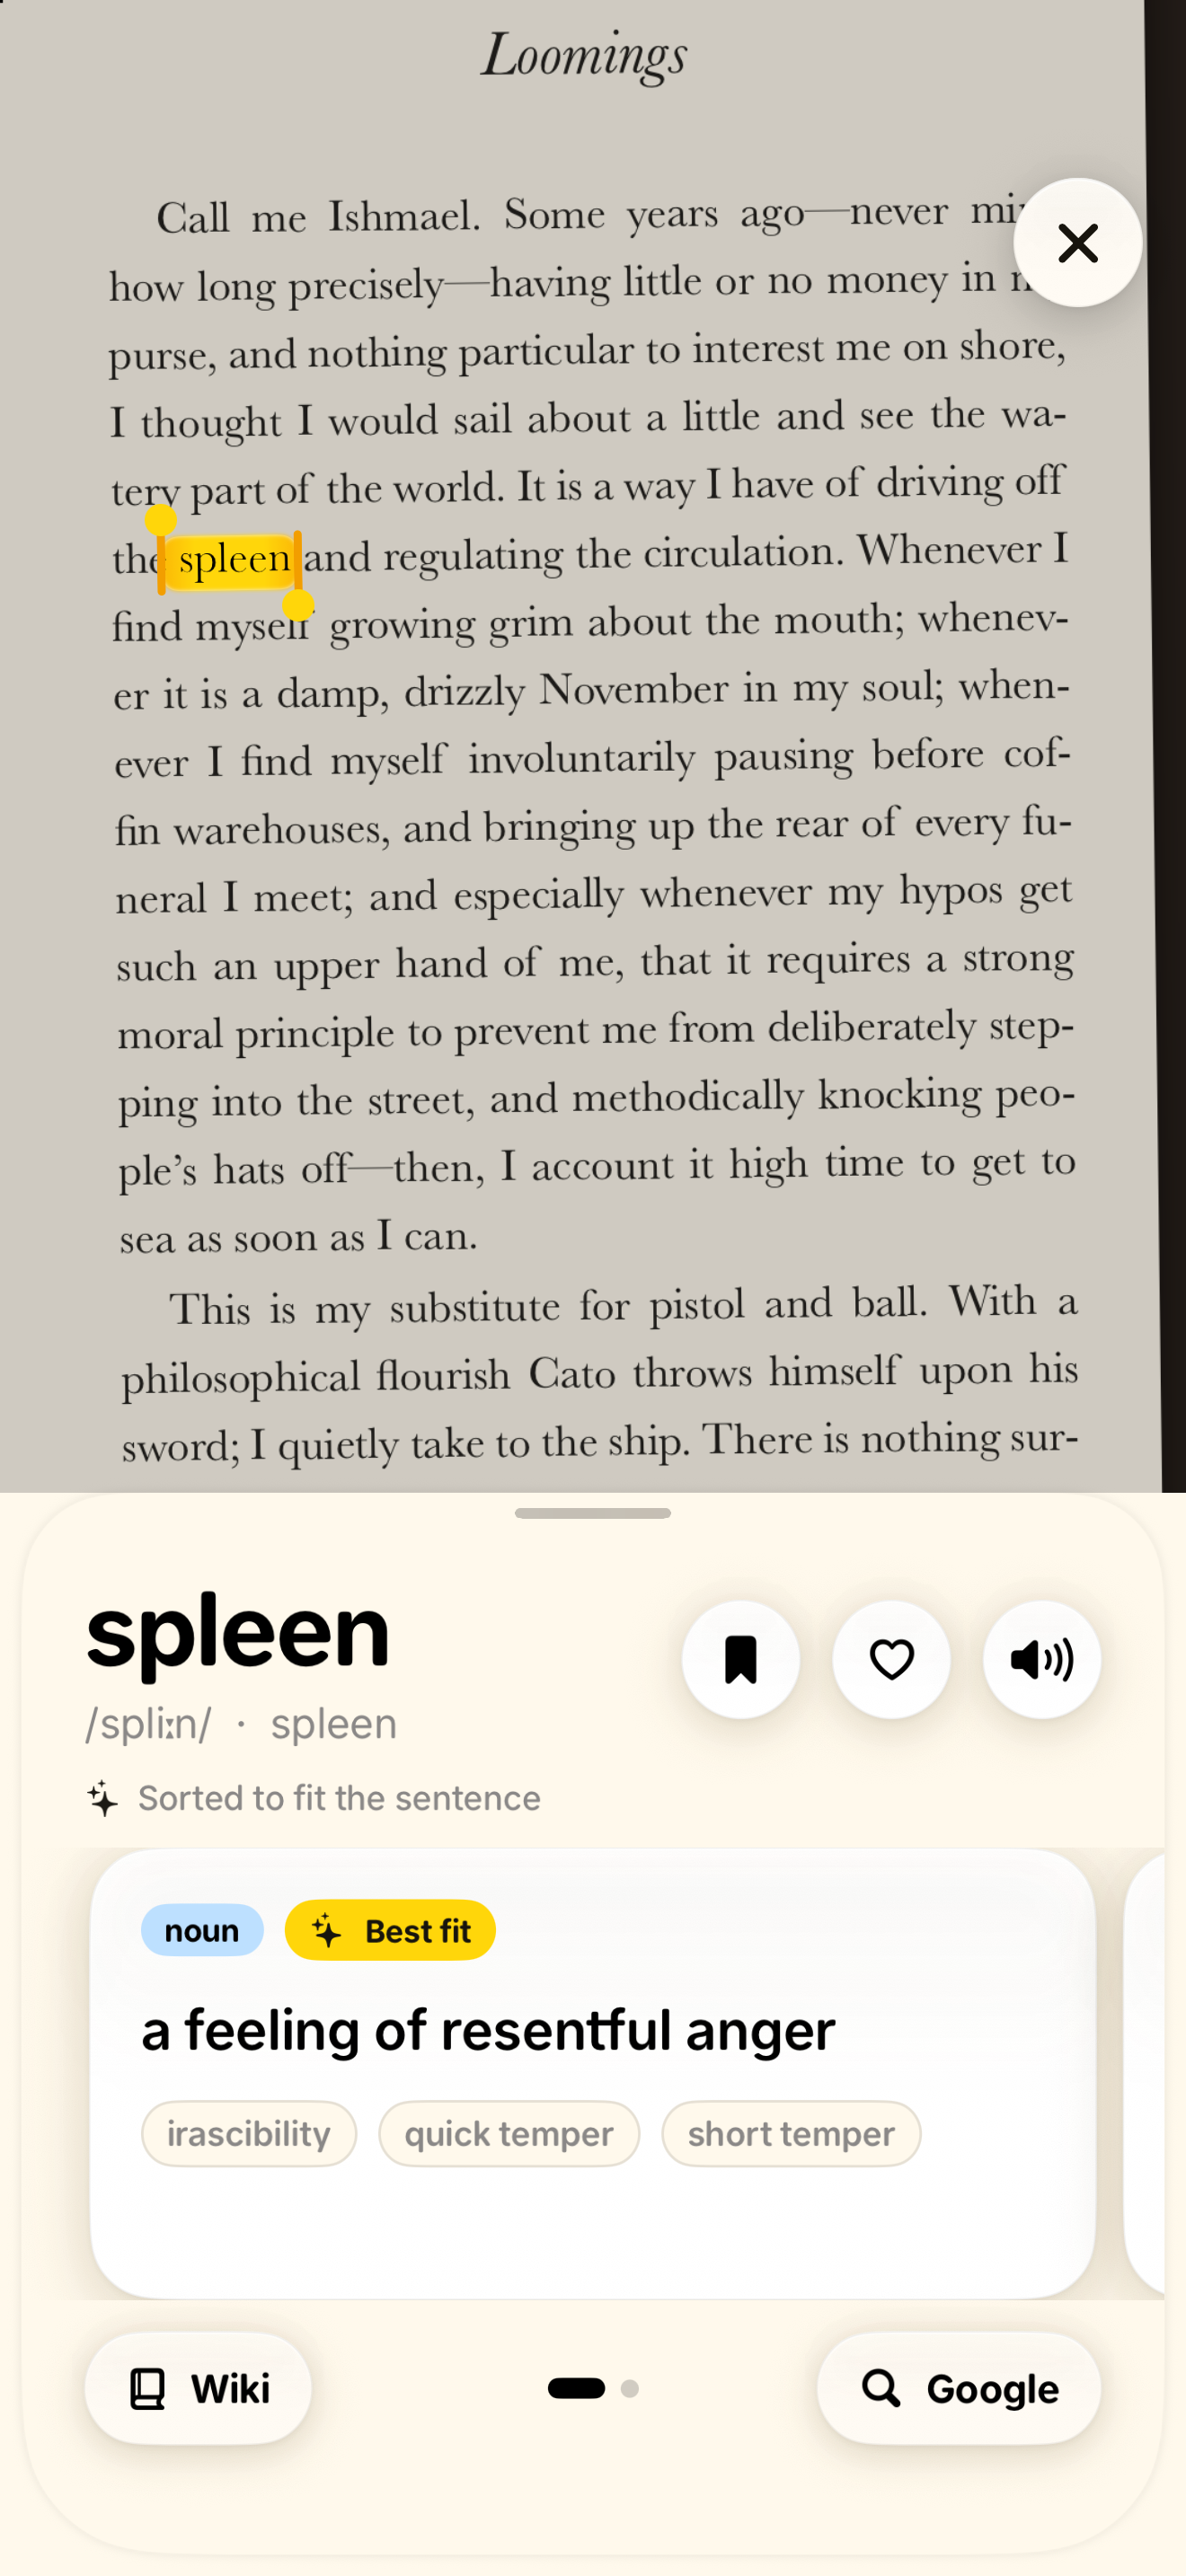 Loomings
Call me Ishmael. Some years ago—never
how long precisely—having little or no money in
purse, and nothing particular to interest me on shore,
I thought I would sail about a little and see the wa-
tery part of the world. It is a way I have of driving off
the spleen and regulating the circulation. Whenever I
find myself growing grim about the mouth; whenev-
er it is a damp, drizzly November in my soul; when-
ever I find myself involuntarily pausing before cof-
fin warehouses, and bringing up the rear of every fu-
neral I meet; and especially whenever my hypos get
such an upper hand of me, that it requires a strong
moral principle to prevent me from deliberately step-
ping into the street, and methodically knocking peo-
ple's hats off—then, I account it high time to get to
sea as soon as I can.
This is my substitute for pistol and ball. With a
philosophical flourish Cato throws himself upon his
sword; I quietly take to the ship. There is nothing sur-
spleen
/spliːn/ · spleen
Sorted to fit the sentence
noun Best fit
a feeling of resentful anger
irascibility quick temper short temper
Wiki Google